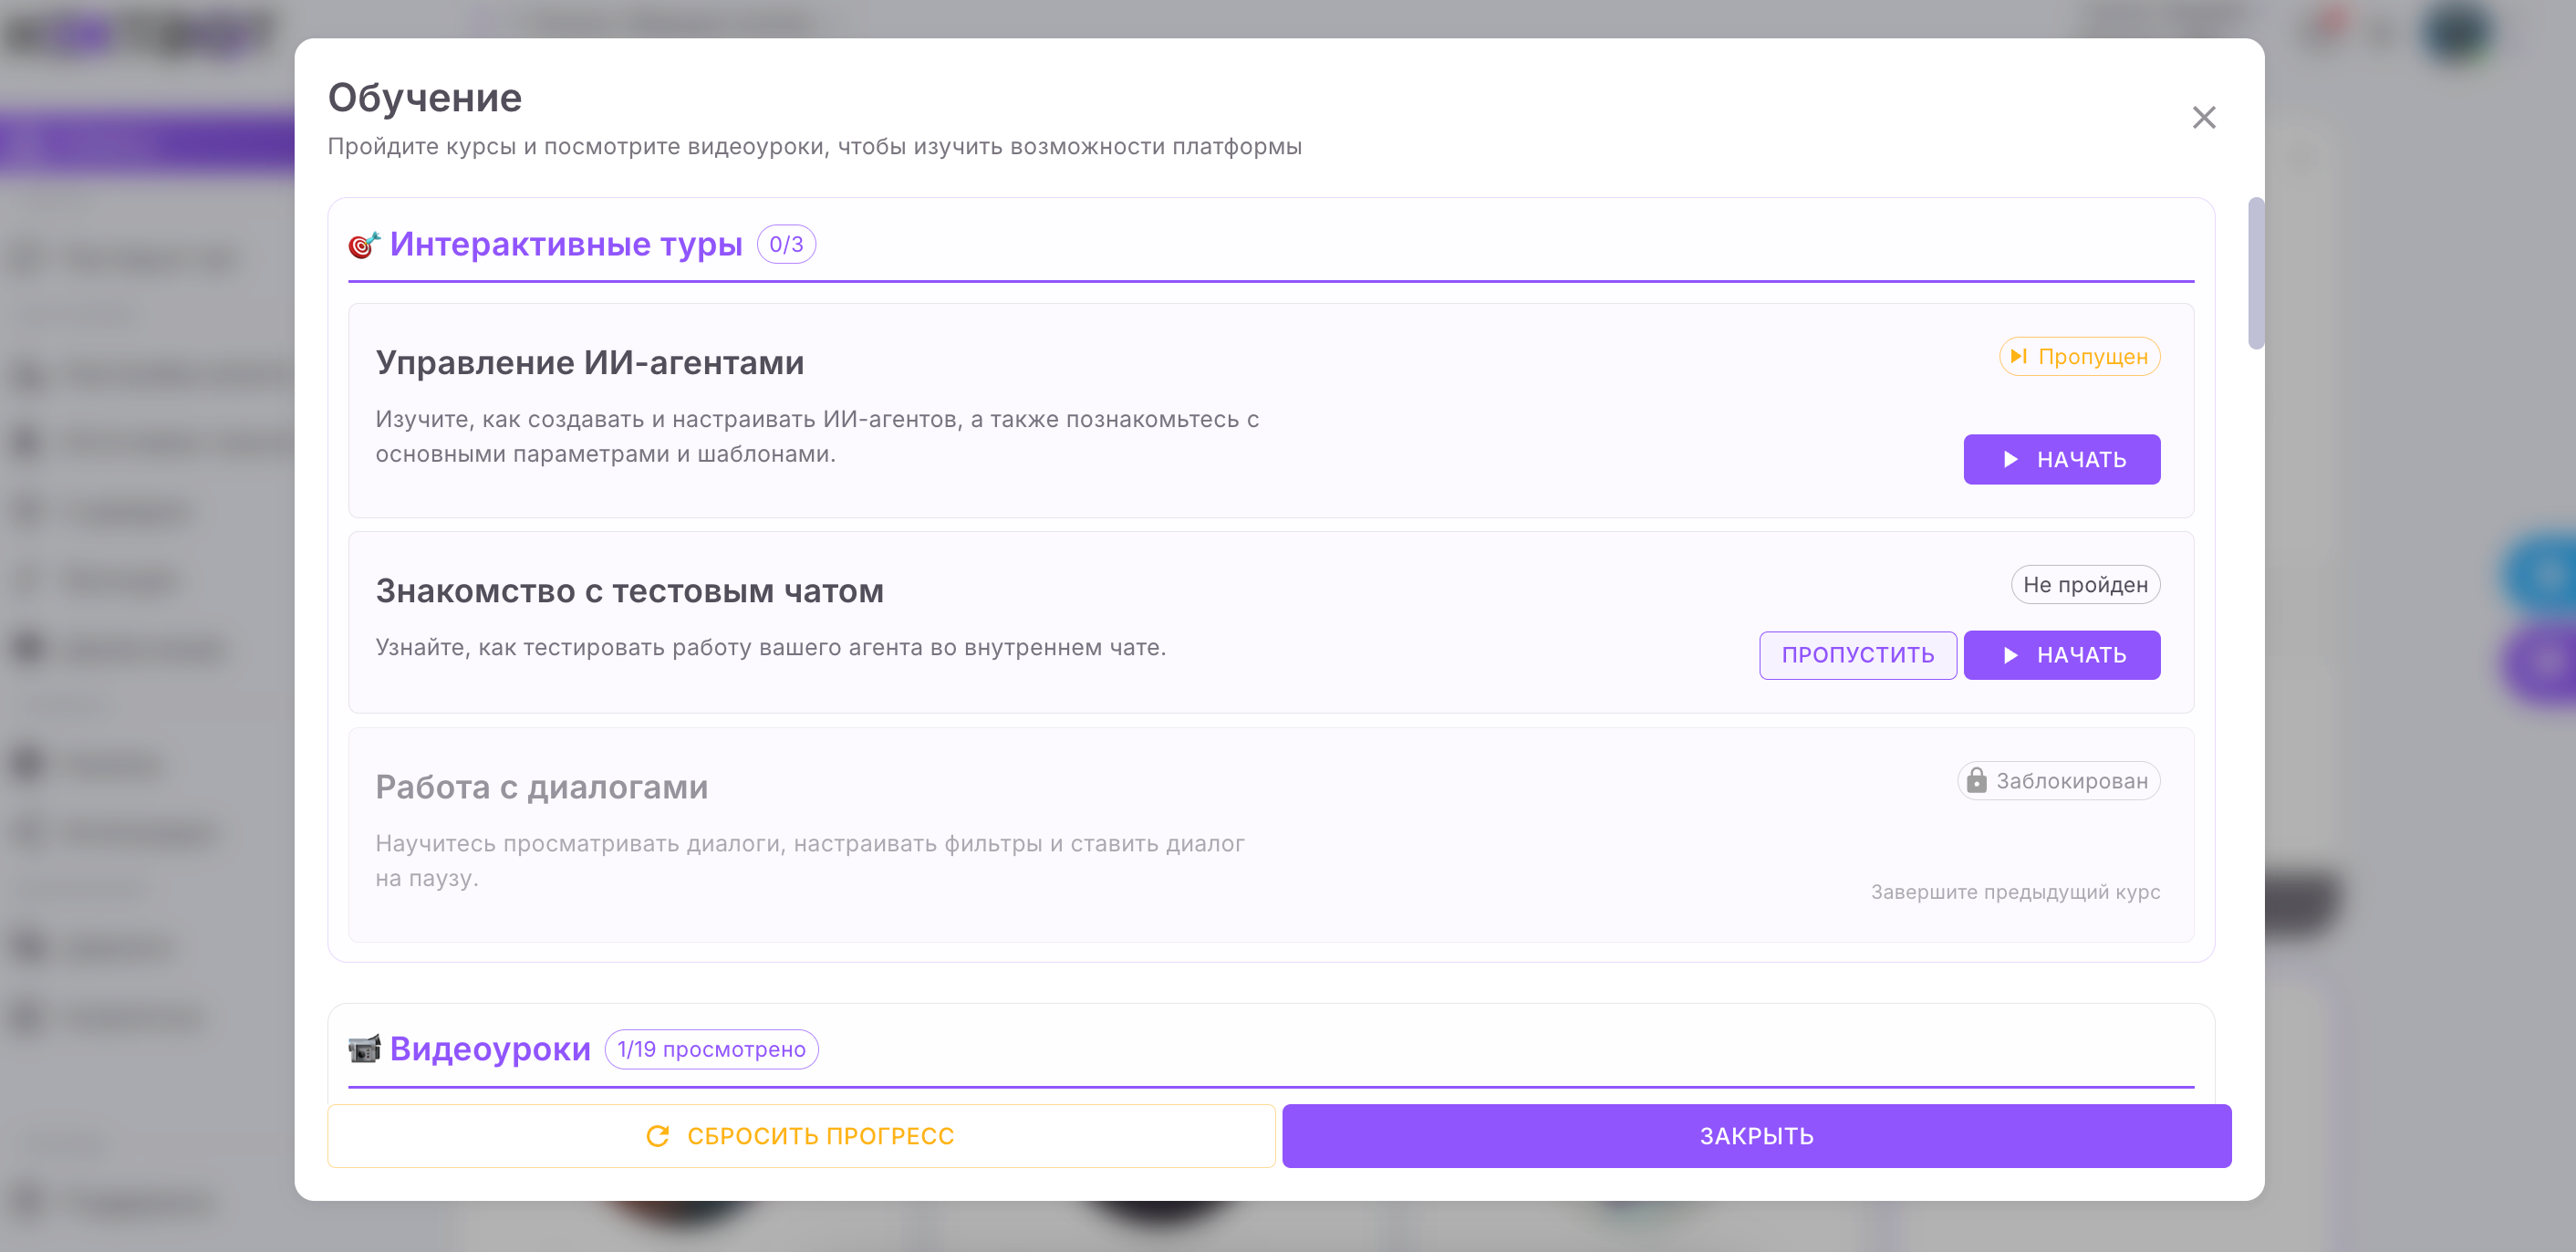 Обучение
Пройдите курсы и посмотрите видеоуроки, чтобы изучить возможности платформы
Интерактивные туры 0/3
Управление ИИ-агентами
Пропущен
Изучите, как создавать и настраивать ИИ-агентов, а также познакомьтесь с
основными параметрами и шаблонами.
НАЧАТЬ
Знакомство с тестовым чатом
Не пройден
Узнайте, как тестировать работу вашего агента во внутреннем чате.
ПРОПУСТИТЬ
НАЧАТЬ
Работа с диалогами
Заблокирован
Научитесь просматривать диалоги, настраивать фильтры и ставить диалог
на паузу.
Завершите предыдущий курс
Видеоуроки 1/19 просмотрено
СБРОСИТЬ ПРОГРЕСС
ЗАКРЫТЬ